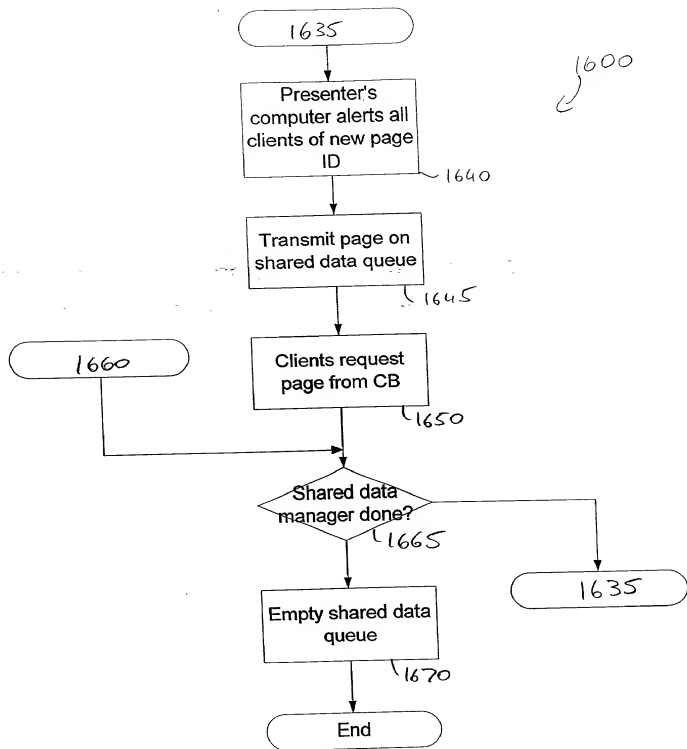 1635
1600
Presenter's
computer alerts all
clients of new page
ID
1640
Transmit page on
shared data queue
1645
1660
Clients request
page from CB
1650
Shared data
manager done?
1665
1635
Empty shared data
queue
1670
End